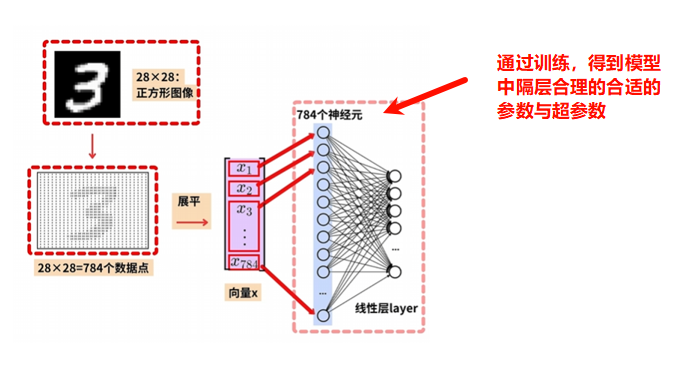 28×28：
正方形图像
通过训练，得到模型
中隔层合理的合适的
参数与超参数
784个神经元
x1
x2
x3
⋮
x784
展平
28×28=784个数据点
向量x
...
...
线性层layer